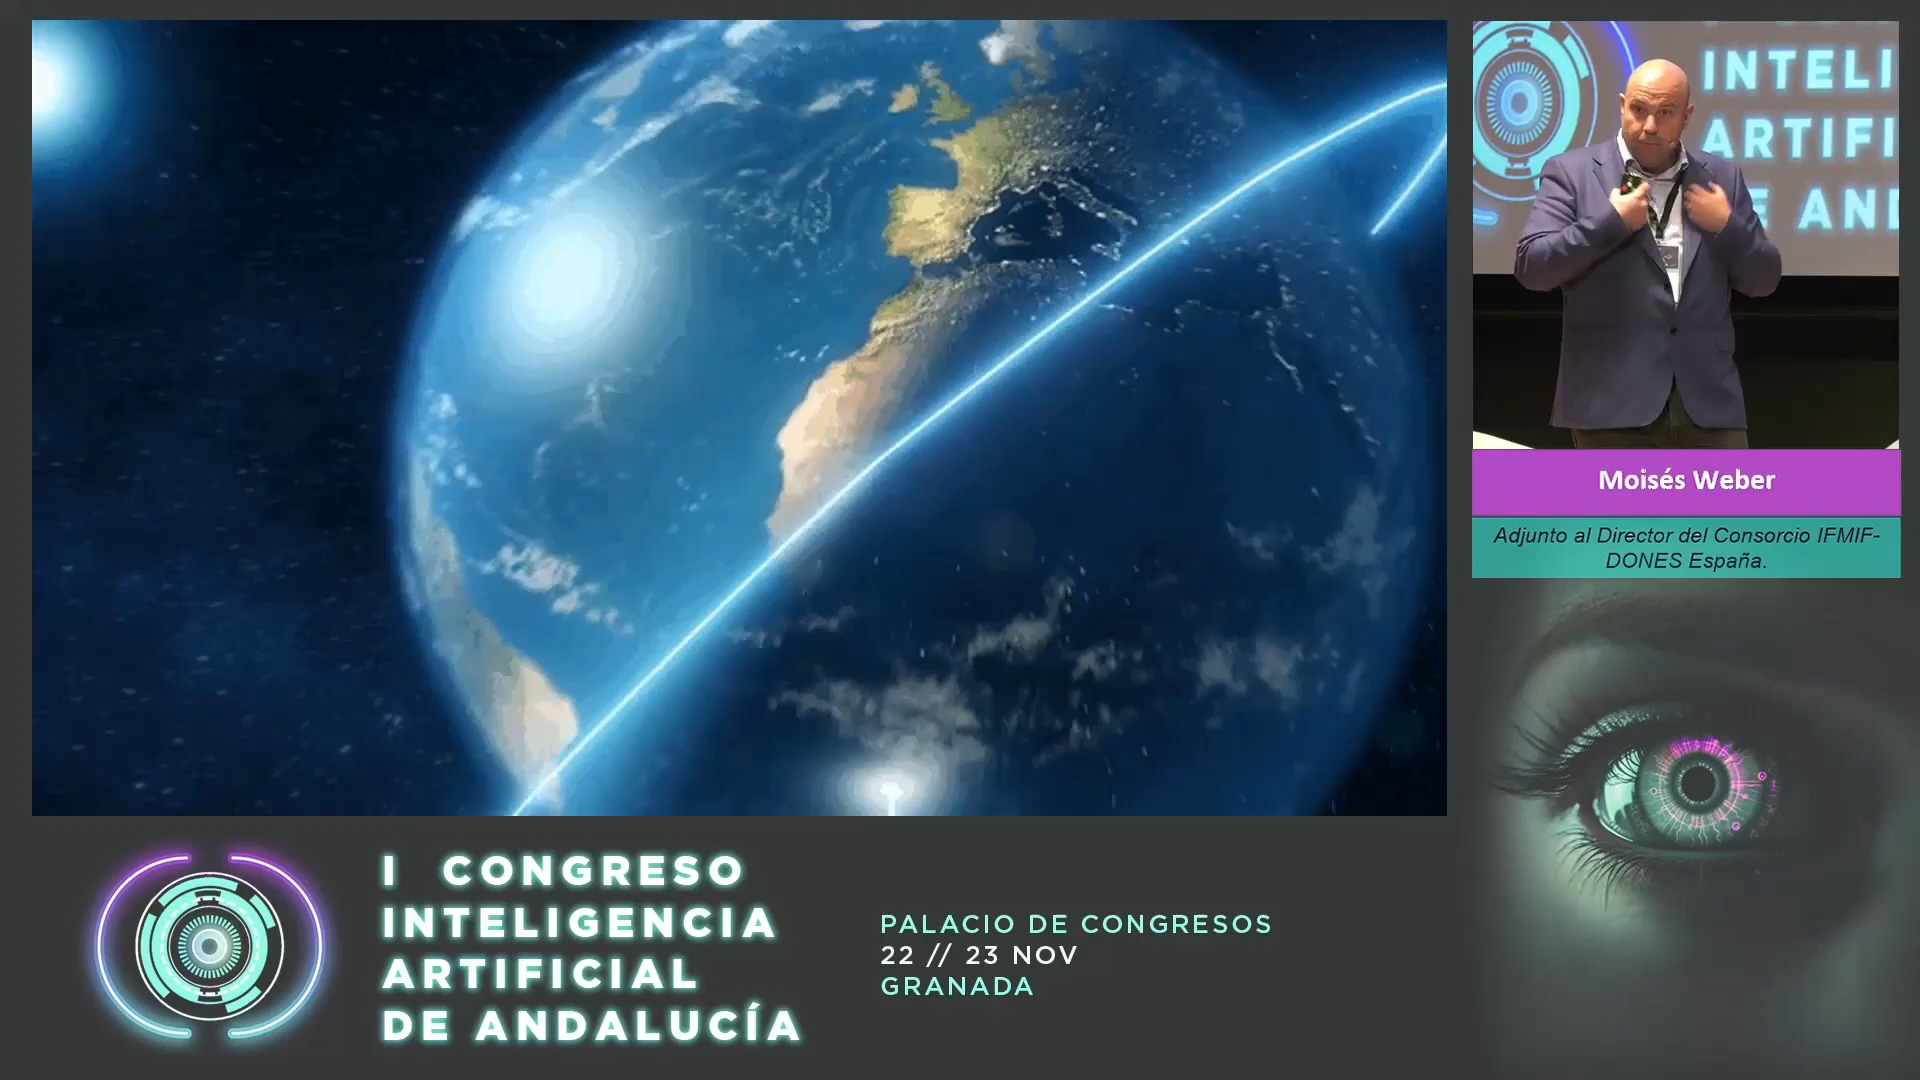 INTELI
ARTIFI
E AND
Moisés Weber
Adjunto al Director del Consorcio IFMIF-
DONES España.
I CONGRESO
INTELIGENCIA
ARTIFICIAL
DE ANDALUCÍA
PALACIO DE CONGRESOS
22 // 23 NOV
GRANADA